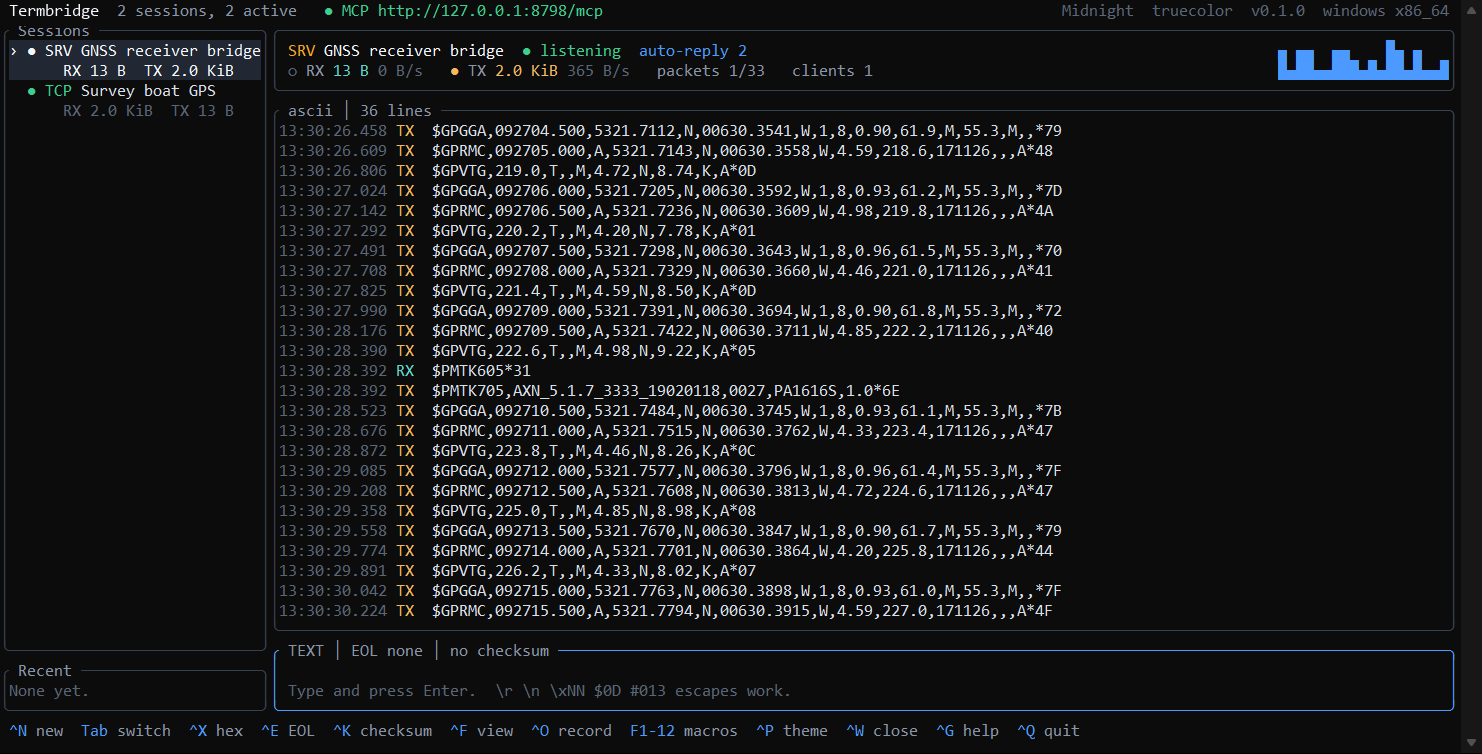 Termbridge 2 sessions, 2 active ● MCP http://127.0.0.1:8798/mcp Midnight truecolor v0.1.0 windows x86_64
Sessions
› ● SRV GNSS receiver bridge
RX 13 B TX 2.0 KiB
● TCP Survey boat GPS
RX 2.0 KiB TX 13 B
SRV GNSS receiver bridge ● listening auto-reply 2
○ RX 13 B 0 B/s ● TX 2.0 KiB 365 B/s packets 1/33 clients 1
ascii │ 36 lines
13:30:26.458 TX $GPGGA,092704.500,5321.7112,N,00630.3541,W,1,8,0.90,61.9,M,55.3,M,,*79
13:30:26.609 TX $GPRMC,092705.000,A,5321.7143,N,00630.3558,W,4.59,218.6,171126,,,A*48
13:30:26.806 TX $GPVTG,219.0,T,,M,4.72,N,8.74,K,A*0D
13:30:27.024 TX $GPGGA,092706.000,5321.7205,N,00630.3592,W,1,8,0.93,61.2,M,55.3,M,,*7D
13:30:27.142 TX $GPRMC,092706.500,A,5321.7236,N,00630.3609,W,4.98,219.8,171126,,,A*4A
13:30:27.292 TX $GPVTG,220.2,T,,M,4.20,N,7.78,K,A*01
13:30:27.491 TX $GPGGA,092707.500,5321.7298,N,00630.3643,W,1,8,0.96,61.5,M,55.3,M,,*70
13:30:27.708 TX $GPRMC,092708.000,A,5321.7329,N,00630.3660,W,4.46,221.0,171126,,,A*41
13:30:27.825 TX $GPVTG,221.4,T,,M,4.59,N,8.50,K,A*0D
13:30:27.990 TX $GPGGA,092709.000,5321.7391,N,00630.3694,W,1,8,0.90,61.8,M,55.3,M,,*72
13:30:28.176 TX $GPRMC,092709.500,A,5321.7422,N,00630.3711,W,4.85,222.2,171126,,,A*40
13:30:28.390 TX $GPVTG,222.6,T,,M,4.98,N,9.22,K,A*05
13:30:28.392 RX $PMTK605*31
13:30:28.392 TX $PMTK705,AXN_5.1.7_3333_19020118,0027,PA1616S,1.0*6E
13:30:28.523 TX $GPGGA,092710.500,5321.7484,N,00630.3745,W,1,8,0.93,61.1,M,55.3,M,,*7B
13:30:28.676 TX $GPRMC,092711.000,A,5321.7515,N,00630.3762,W,4.33,223.4,171126,,,A*47
13:30:28.872 TX $GPVTG,223.8,T,,M,4.46,N,8.26,K,A*0C
13:30:29.085 TX $GPGGA,092712.000,5321.7577,N,00630.3796,W,1,8,0.96,61.4,M,55.3,M,,*7F
13:30:29.208 TX $GPRMC,092712.500,A,5321.7608,N,00630.3813,W,4.72,224.6,171126,,,A*47
13:30:29.358 TX $GPVTG,225.0,T,,M,4.85,N,8.98,K,A*08
13:30:29.558 TX $GPGGA,092713.500,5321.7670,N,00630.3847,W,1,8,0.90,61.7,M,55.3,M,,*79
13:30:29.774 TX $GPRMC,092714.000,A,5321.7701,N,00630.3864,W,4.20,225.8,171126,,,A*44
13:30:29.891 TX $GPVTG,226.2,T,,M,4.33,N,8.02,K,A*07
13:30:30.042 TX $GPGGA,092715.000,5321.7763,N,00630.3898,W,1,8,0.93,61.0,M,55.3,M,,*7F
13:30:30.224 TX $GPRMC,092715.500,A,5321.7794,N,00630.3915,W,4.59,227.0,171126,,,A*4F
Recent
None yet.
TEXT │ EOL none │ no checksum
Type and press Enter. \r \n \xNN $0D #013 escapes work.
^N new Tab switch ^X hex ^E EOL ^K checksum ^F view ^O record F1-12 macros ^P theme ^W close ^G help ^Q quit